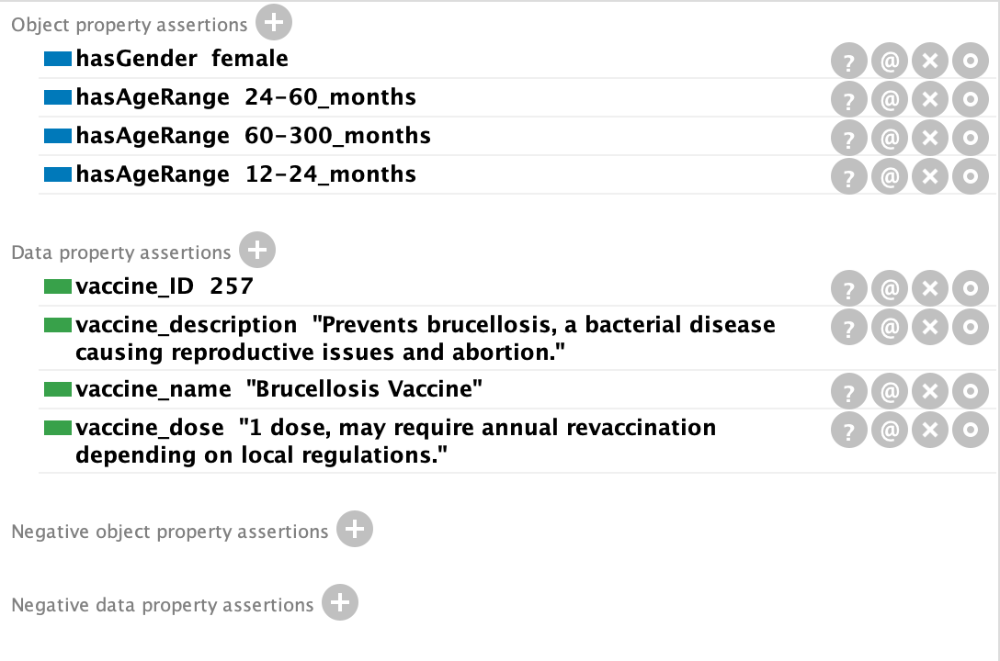 Object property assertions
hasGender female
hasAgeRange 24-60_months
hasAgeRange 60-300_months
hasAgeRange 12-24_months
Data property assertions
vaccine_ID 257
vaccine_description "Prevents brucellosis, a bacterial disease
causing reproductive issues and abortion."
vaccine_name "Brucellosis Vaccine"
vaccine_dose "1 dose, may require annual revaccination
depending on local regulations."
Negative object property assertions
Negative data property assertions